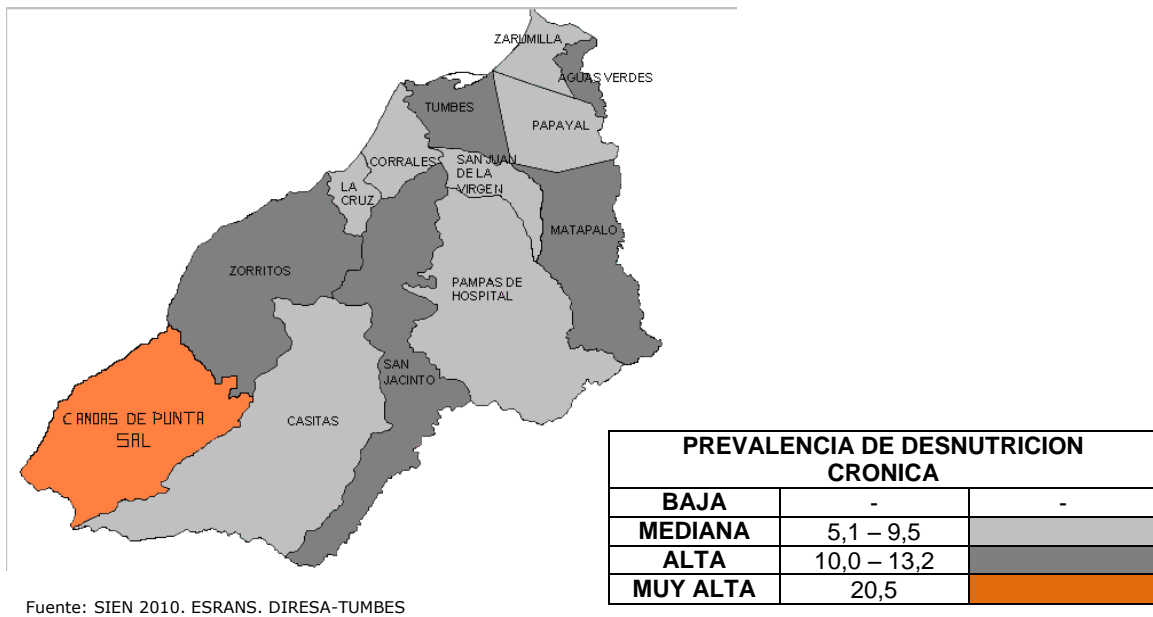 ZARUMILLA
AGUAS VERDES
TUMBES
PAPAYAL
CORRALES
SAN JUAN
DE LA
VIRGEN
LA
CRUZ
MATAPALO
ZORRITOS
PAMPAS DE
HOSPITAL
SAN
JACINTO
CANOAS DE PUNTA
SAL
CASITAS
PREVALENCIA DE DESNUTRICION
CRONICA
BAJA - -
MEDIANA 5,1 – 9,5
ALTA 10,0 – 13,2
MUY ALTA 20,5
Fuente: SIEN 2010. ESRANS. DIRESA-TUMBES